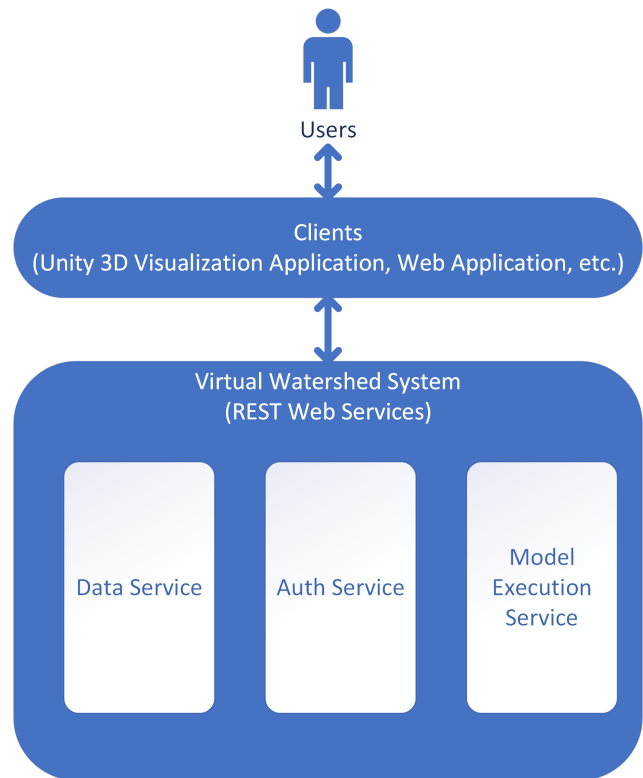 Users
Clients
(Unity 3D Visualization Application, Web Application, etc.)
Virtual Watershed System
(REST Web Services)
Data Service
Auth Service
Model
Execution
Service